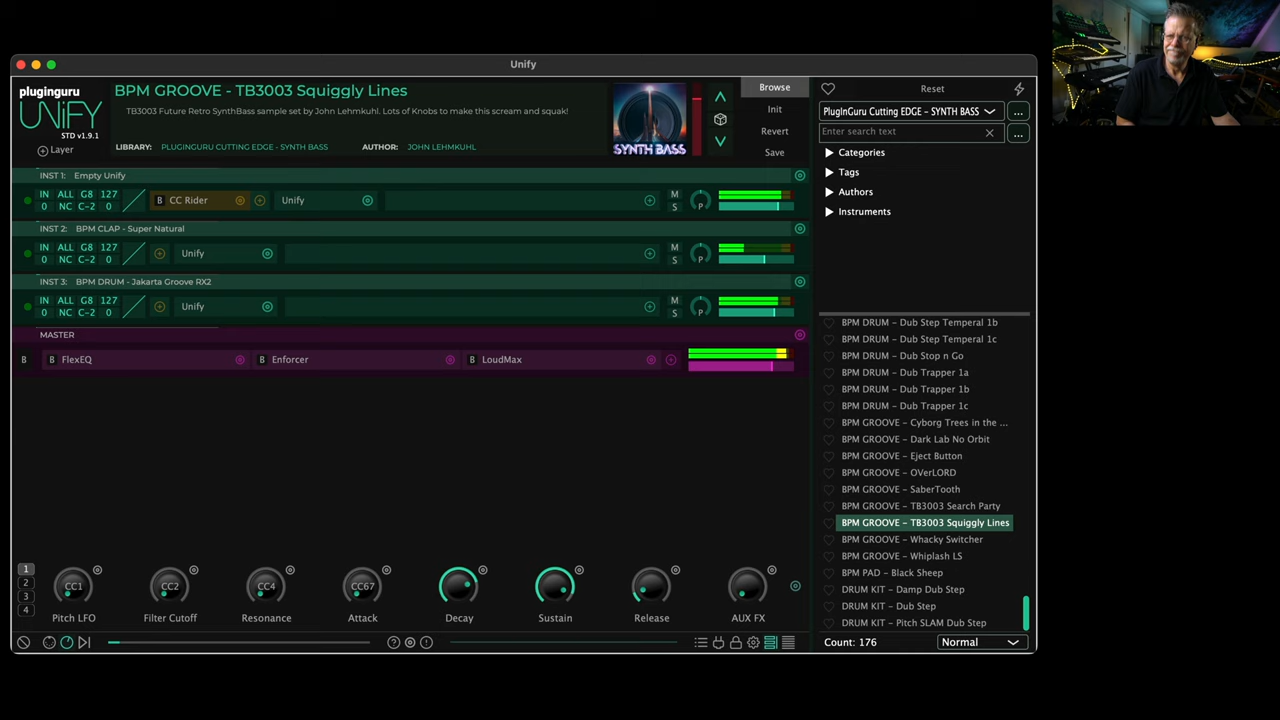 Unify
pluginguru
UNIFY
STD v1.9.1
Layer
BPM GROOVE - TB3003 Squiggly Lines
TB3003 Future Retro SynthBass sample set by John Lehmkuhl. Lots of Knobs to make this scream and squak!
LIBRARY: PLUGINGURU CUTTING EDGE - SYNTH BASS AUTHOR: JOHN LEHMKUHL
SYNTH BASS
Browse
Init
Revert
Save
INST 1: Empty Unify
IN ALL G8 127
0 NC C-2 0
B CC Rider
Unify
M
S
P
INST 2: BPM CLAP - Super Natural
IN ALL G8 127
0 NC C-2 0
Unify
M
S
P
INST 3: BPM DRUM - Jakarta Groove RX2
IN ALL G8 127
0 NC C-2 0
Unify
M
S
P
MASTER
B B FlexEQ B Enforcer B LoudMax
1
2
3
4
CC1 CC2 CC4 CC67
Pitch LFO Filter Cutoff Resonance Attack Decay Sustain Release AUX FX
Reset
PlugInGuru Cutting EDGE - SYNTH BASS ...
Enter search text ...
Categories
Tags
Authors
Instruments
BPM DRUM - Dub Step Temperal 1b
BPM DRUM - Dub Step Temperal 1c
BPM DRUM - Dub Stop n Go
BPM DRUM - Dub Trapper 1a
BPM DRUM - Dub Trapper 1b
BPM DRUM - Dub Trapper 1c
BPM GROOVE - Cyborg Trees in the ...
BPM GROOVE - Dark Lab No Orbit
BPM GROOVE - Eject Button
BPM GROOVE - OVerLORD
BPM GROOVE - SaberTooth
BPM GROOVE - TB3003 Search Party
BPM GROOVE - TB3003 Squiggly Lines
BPM GROOVE - Whacky Switcher
BPM GROOVE - Whiplash LS
BPM PAD - Black Sheep
DRUM KIT - Damp Dub Step
DRUM KIT - Dub Step
DRUM KIT - Pitch SLAM Dub Step
Count: 176 Normal